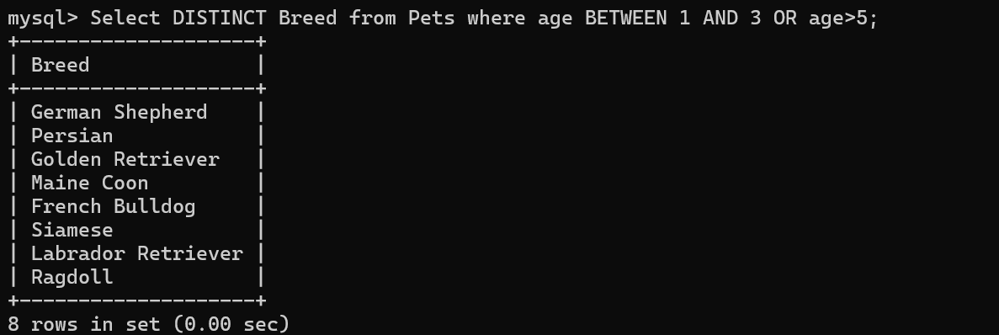 mysql> Select DISTINCT Breed from Pets where age BETWEEN 1 AND 3 OR age>5;
+--------------------+
| Breed              |
+--------------------+
| German Shepherd    |
| Persian            |
| Golden Retriever   |
| Maine Coon         |
| French Bulldog     |
| Siamese            |
| Labrador Retriever |
| Ragdoll            |
+--------------------+
8 rows in set (0.00 sec)